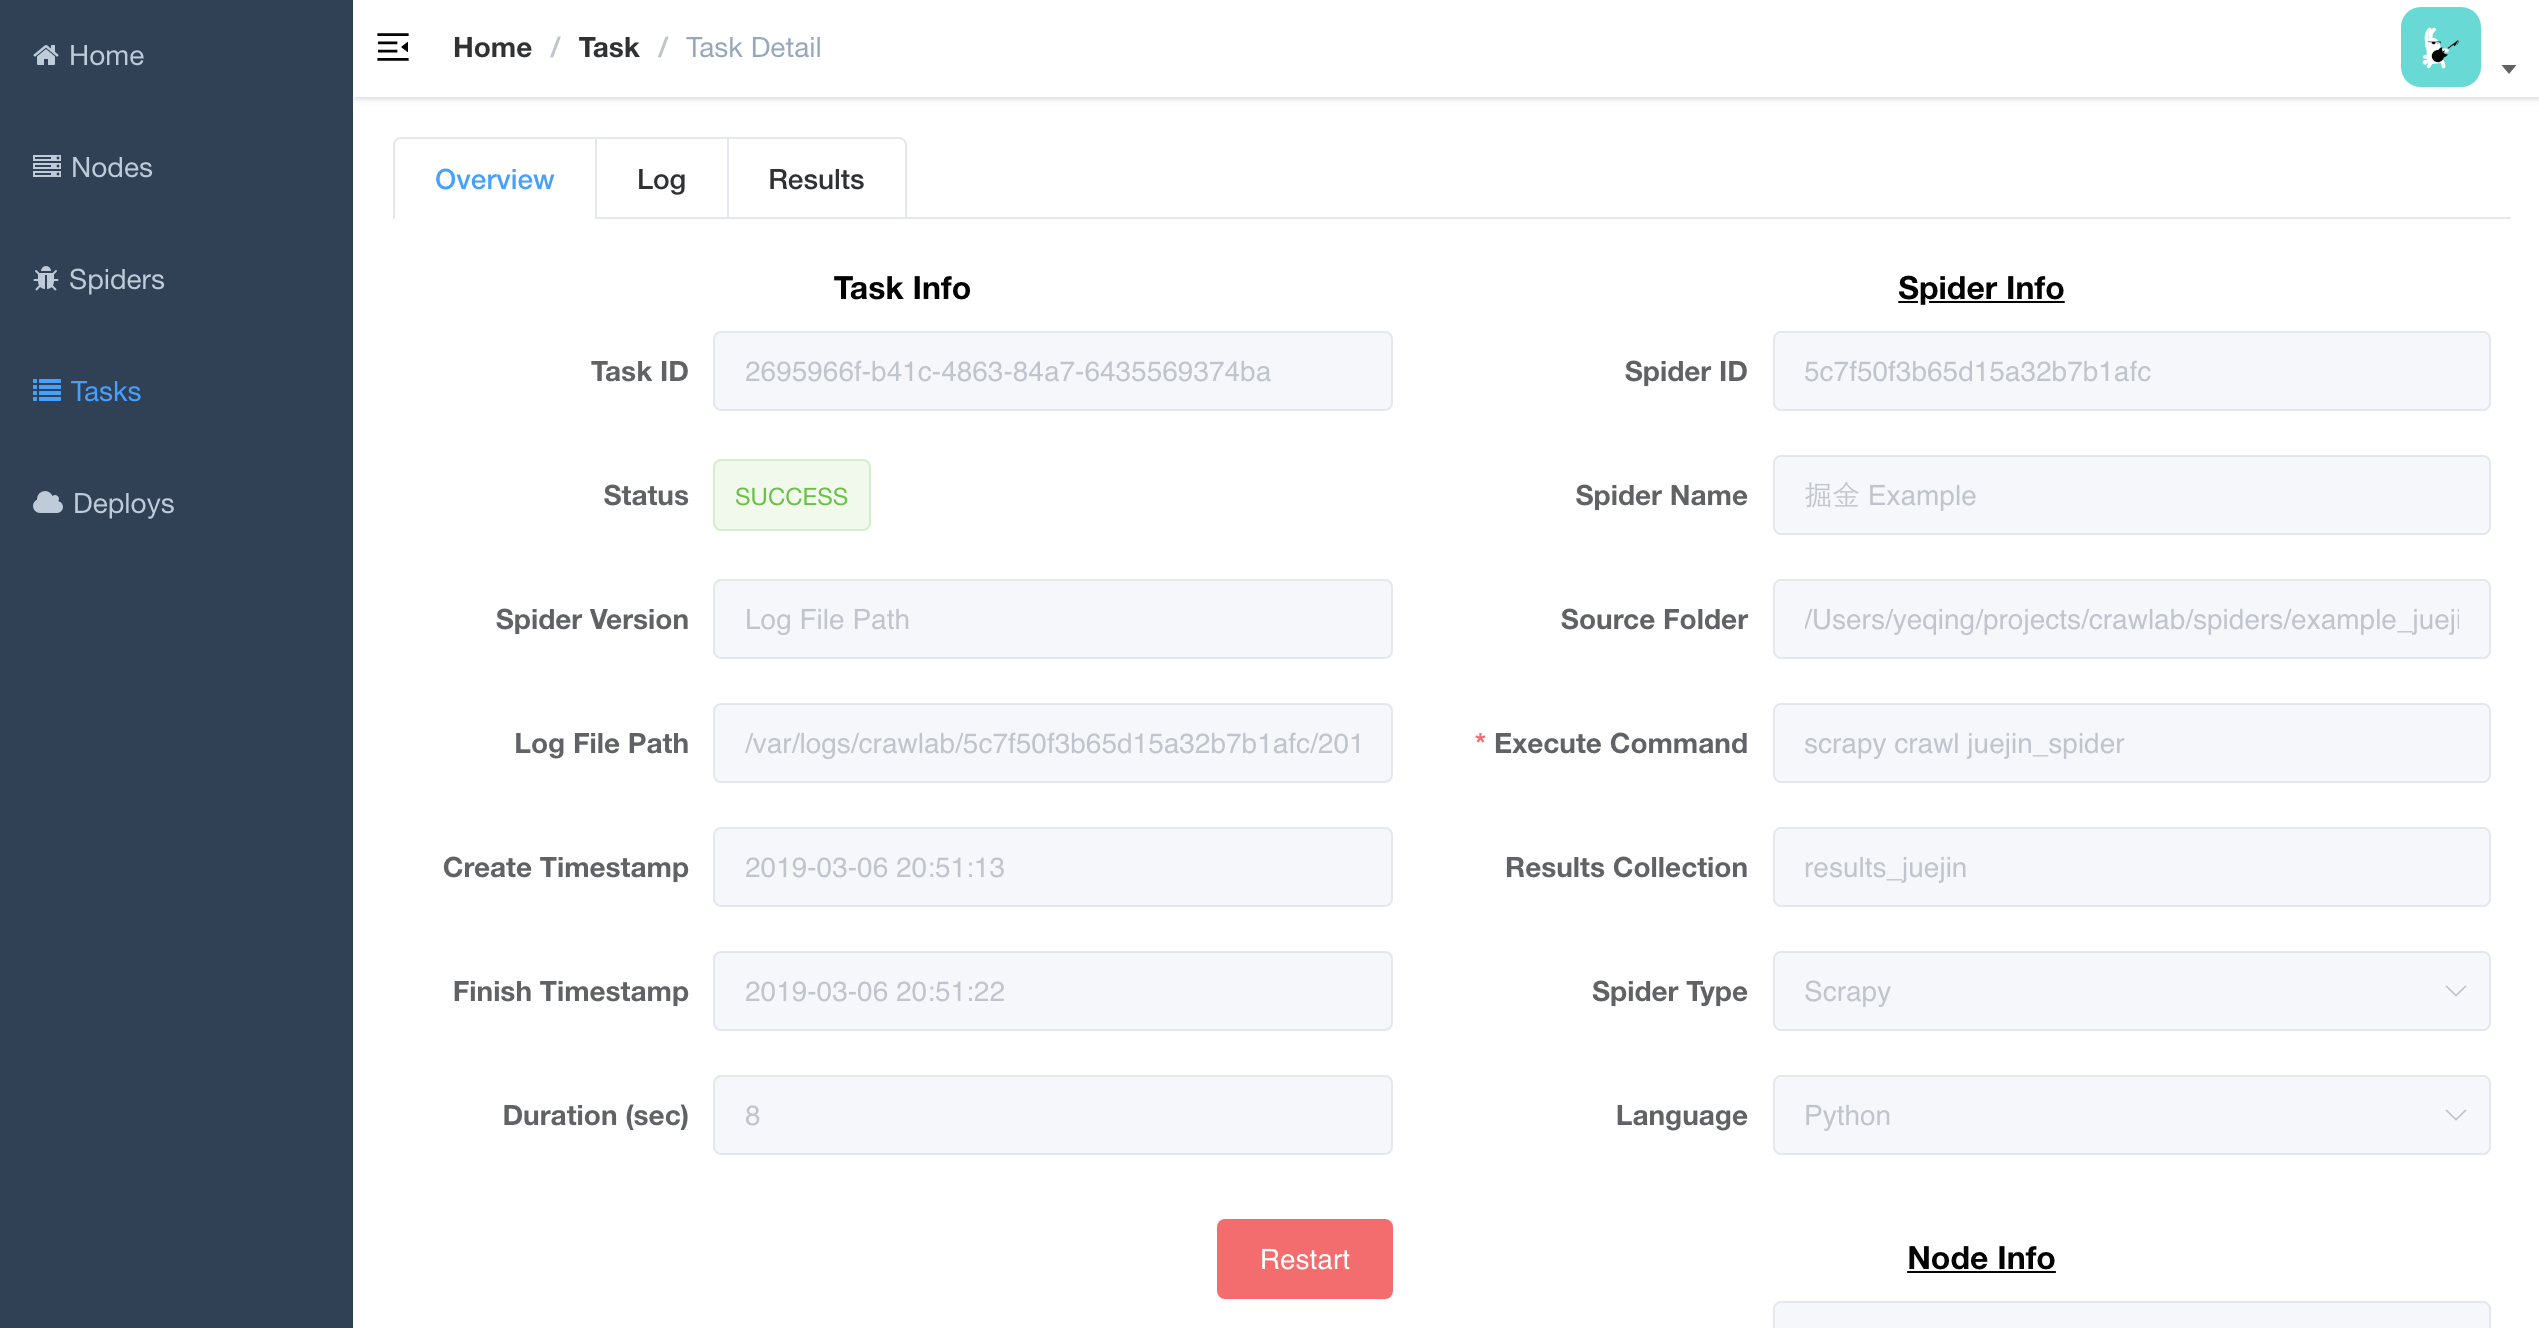 Home
Nodes
Spiders
Tasks
Deploys
Home / Task / Task Detail
Overview
Log
Results
Task Info
Task ID
2695966f-b41c-4863-84a7-6435569374ba
Status
SUCCESS
Spider Version
Log File Path
Log File Path
/var/logs/crawlab/5c7f50f3b65d15a32b7b1afc/201
Create Timestamp
2019-03-06 20:51:13
Finish Timestamp
2019-03-06 20:51:22
Duration (sec)
8
Restart
Spider Info
Spider ID
5c7f50f3b65d15a32b7b1afc
Spider Name
掘金 Example
Source Folder
/Users/yeqing/projects/crawlab/spiders/example_jueji
* Execute Command
scrapy crawl juejin_spider
Results Collection
results_juejin
Spider Type
Scrapy
Language
Python
Node Info